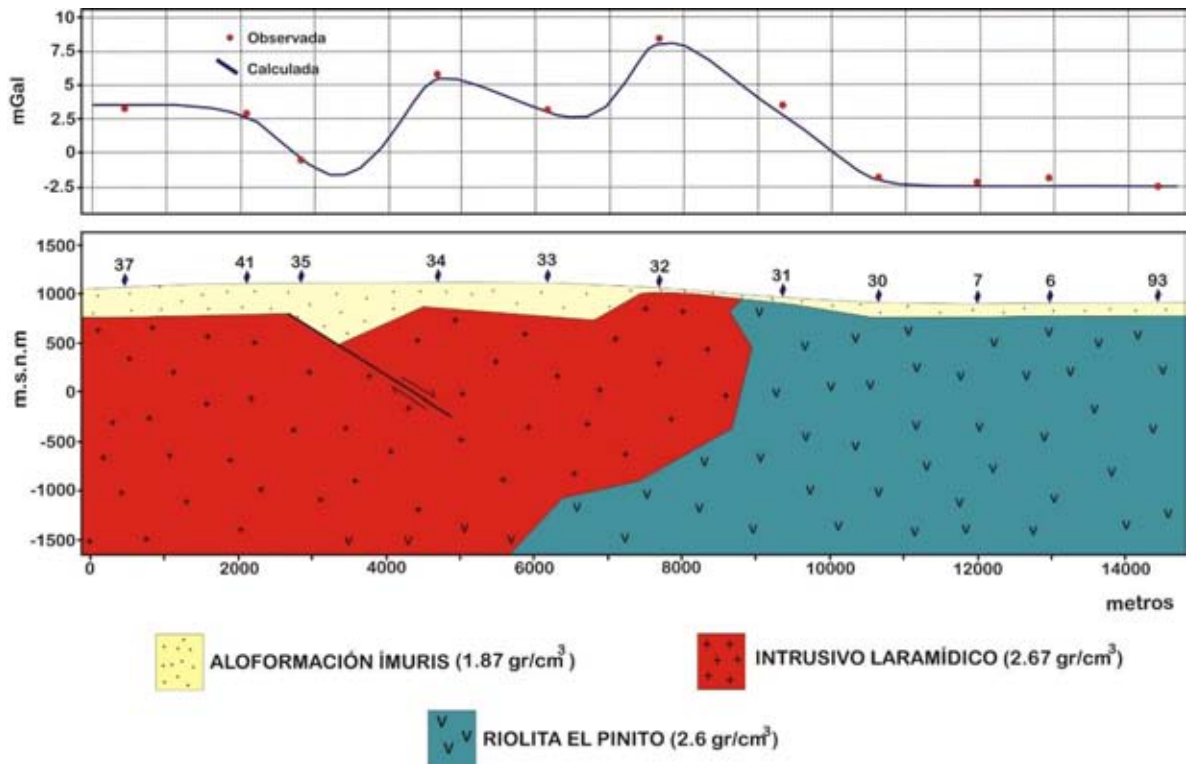 10
7.5
5
2.5
0
-2.5
mGal
Observada
Calculada
1500
1000
500
0
-500
-1000
-1500
m.s.n.m
37 41 35 34 33 32 31 30 7 6 93
0 2000 4000 6000 8000 10000 12000 14000
metros
ALOFORMACIÓN ÍMURIS (1.87 gr/cm³)
INTRUSIVO LARAMÍDICO (2.67 gr/cm³)
RIOLITA EL PINITO (2.6 gr/cm³)